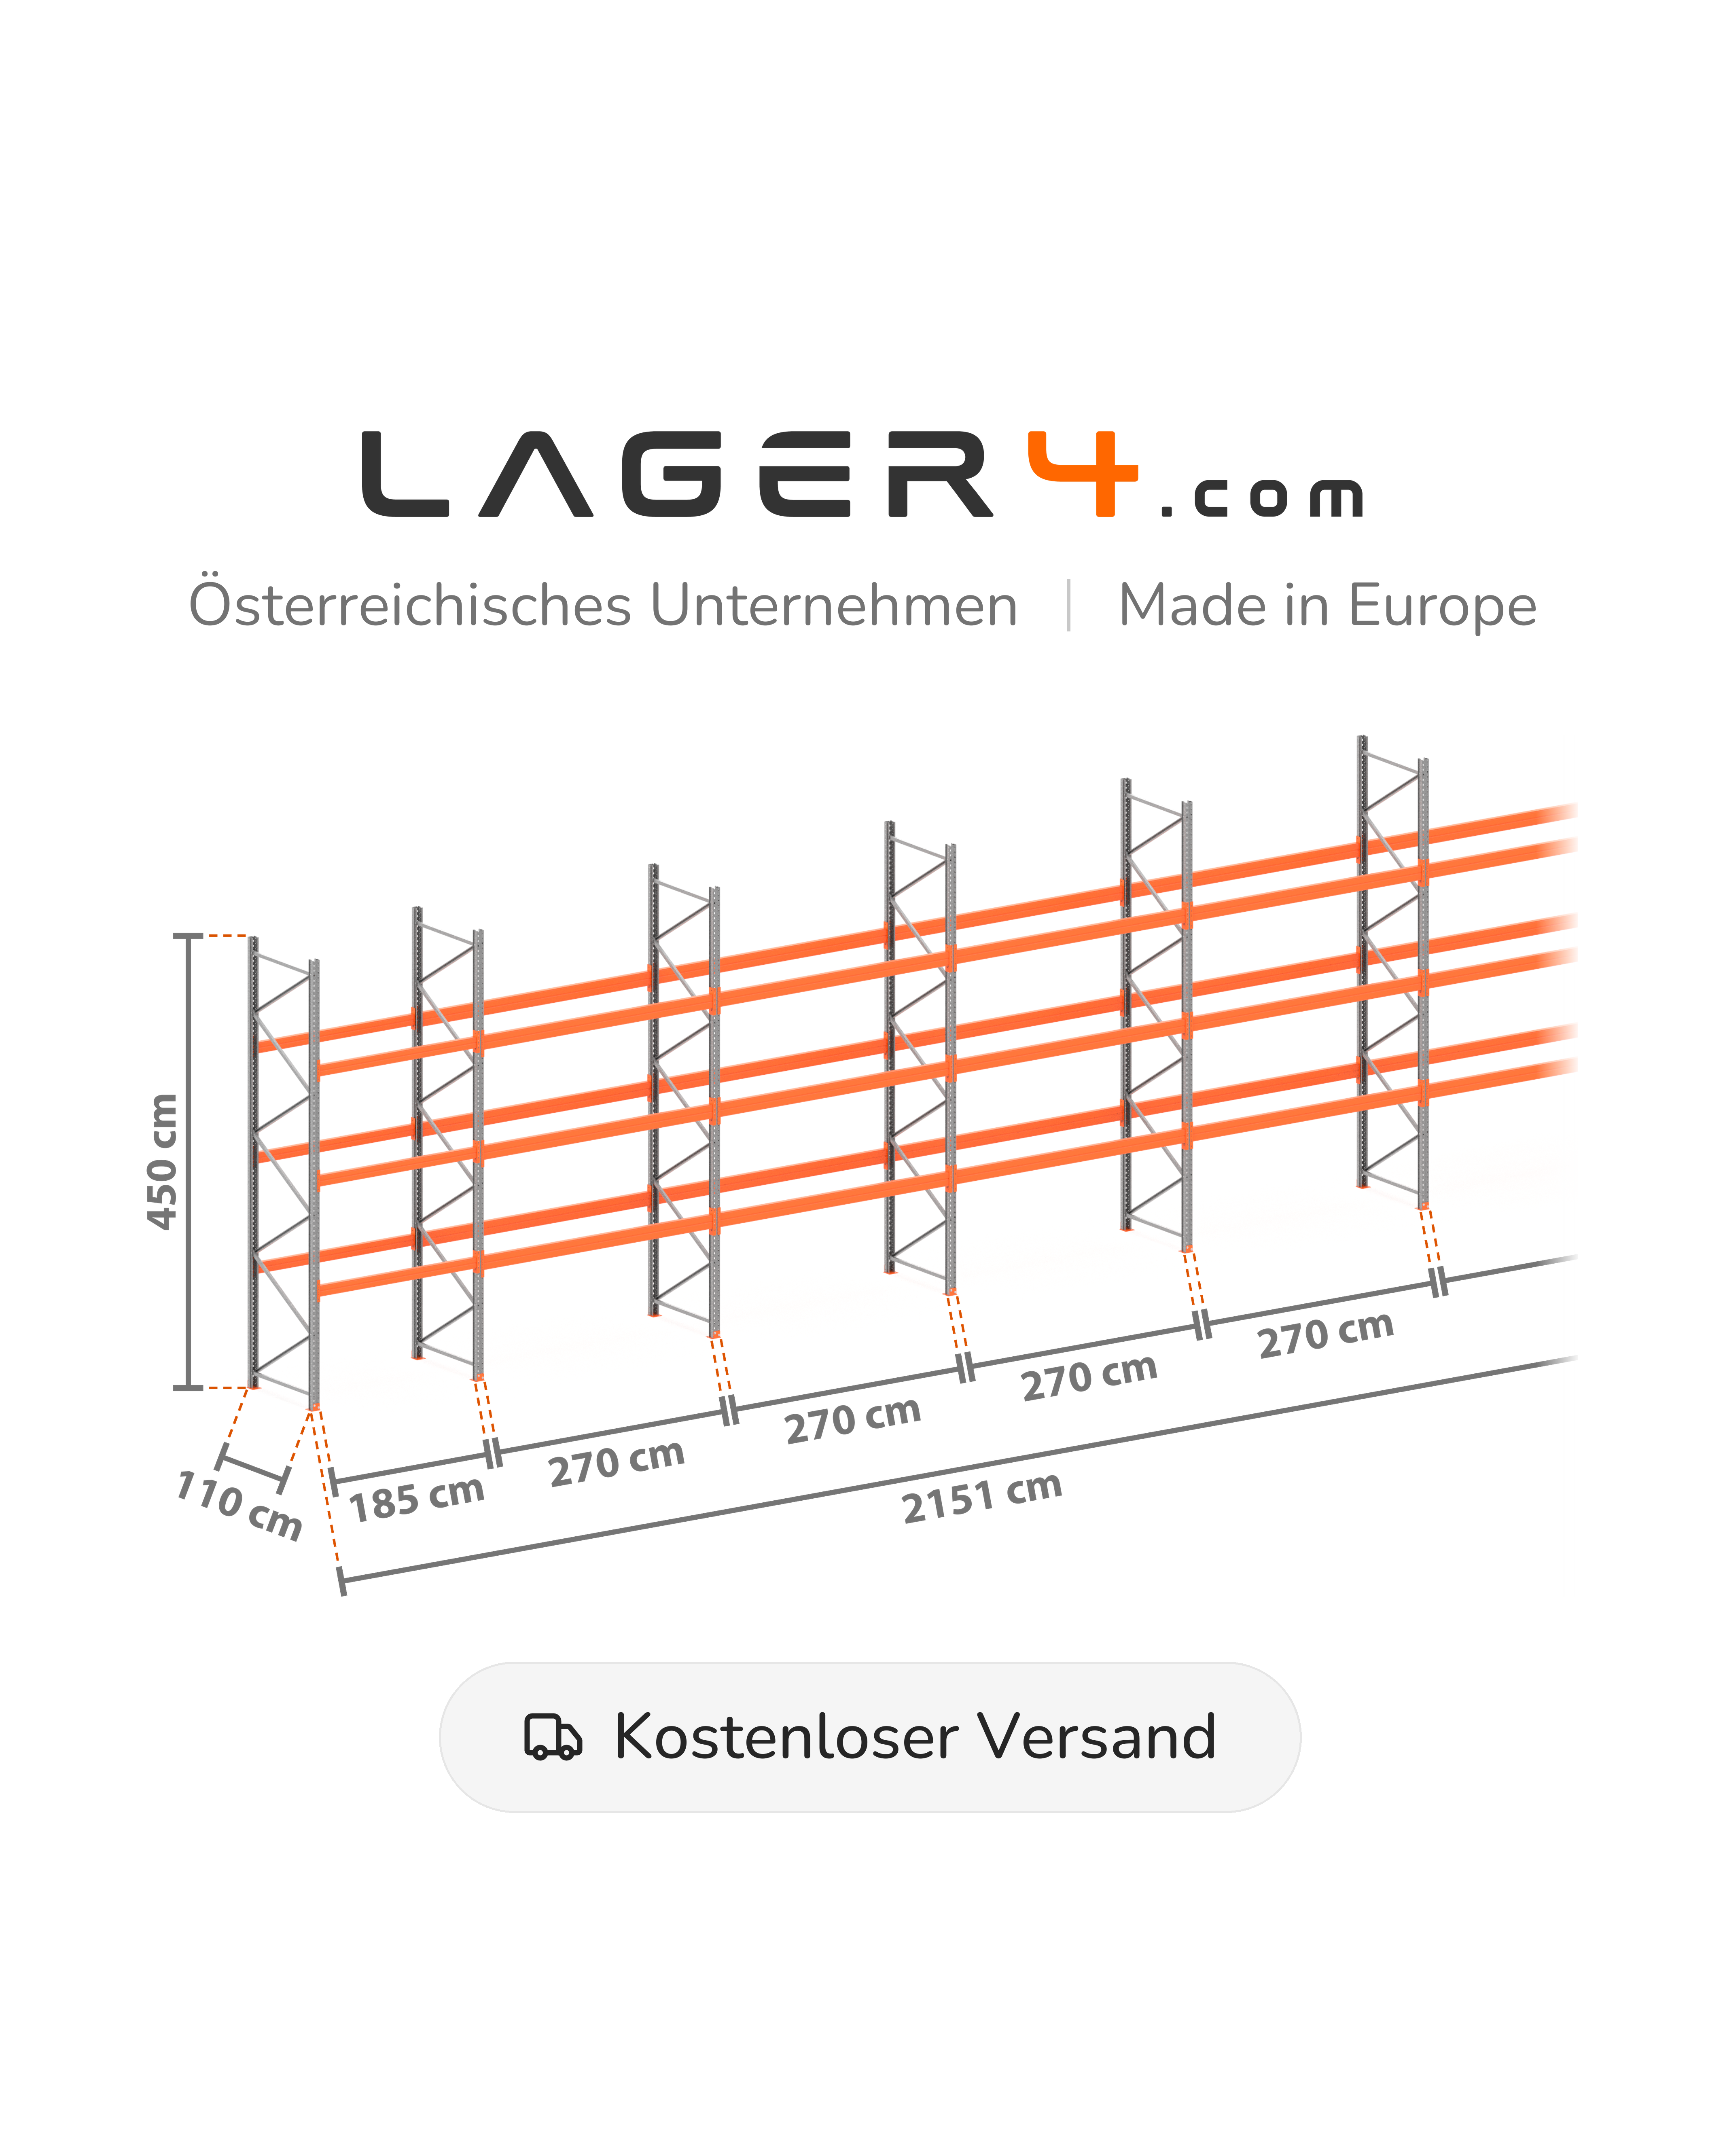 LAGER4.com
Österreichisches Unternehmen | Made in Europe
450 cm
110 cm
185 cm
270 cm
270 cm
270 cm
270 cm
2151 cm
Kostenloser Versand